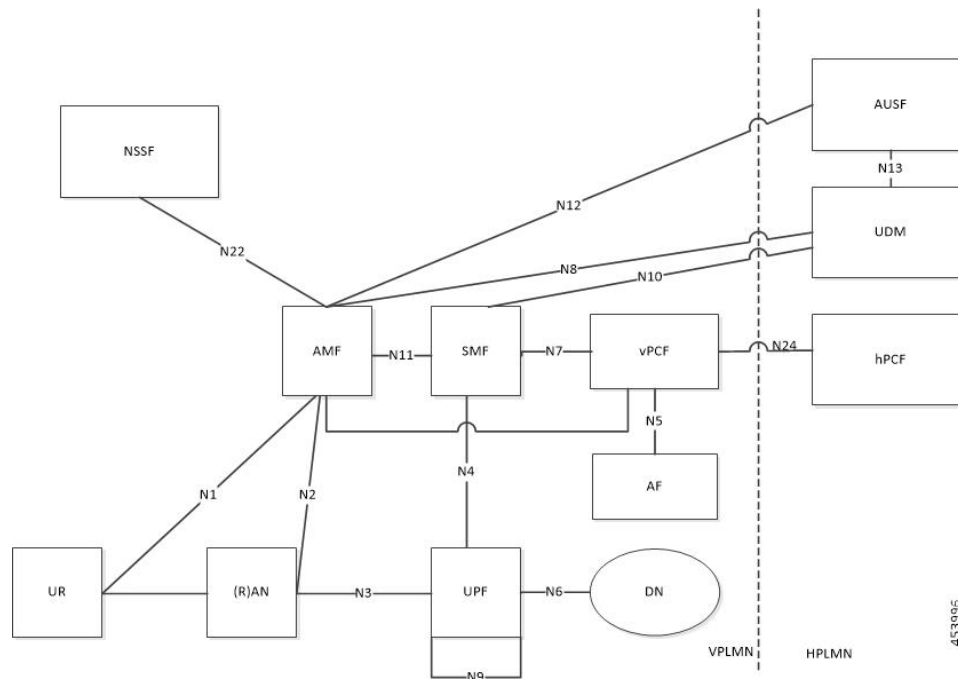 AUSF
NSSF
N13
N12
UDM
N22
N8
N10
AMF
N11
SMF
N7
vPCF
N24
hPCF
N5
N4
AF
N1
N2
UR
(R)AN
N3
UPF
N6
DN
VPLMN
HPLMN
N9
453996